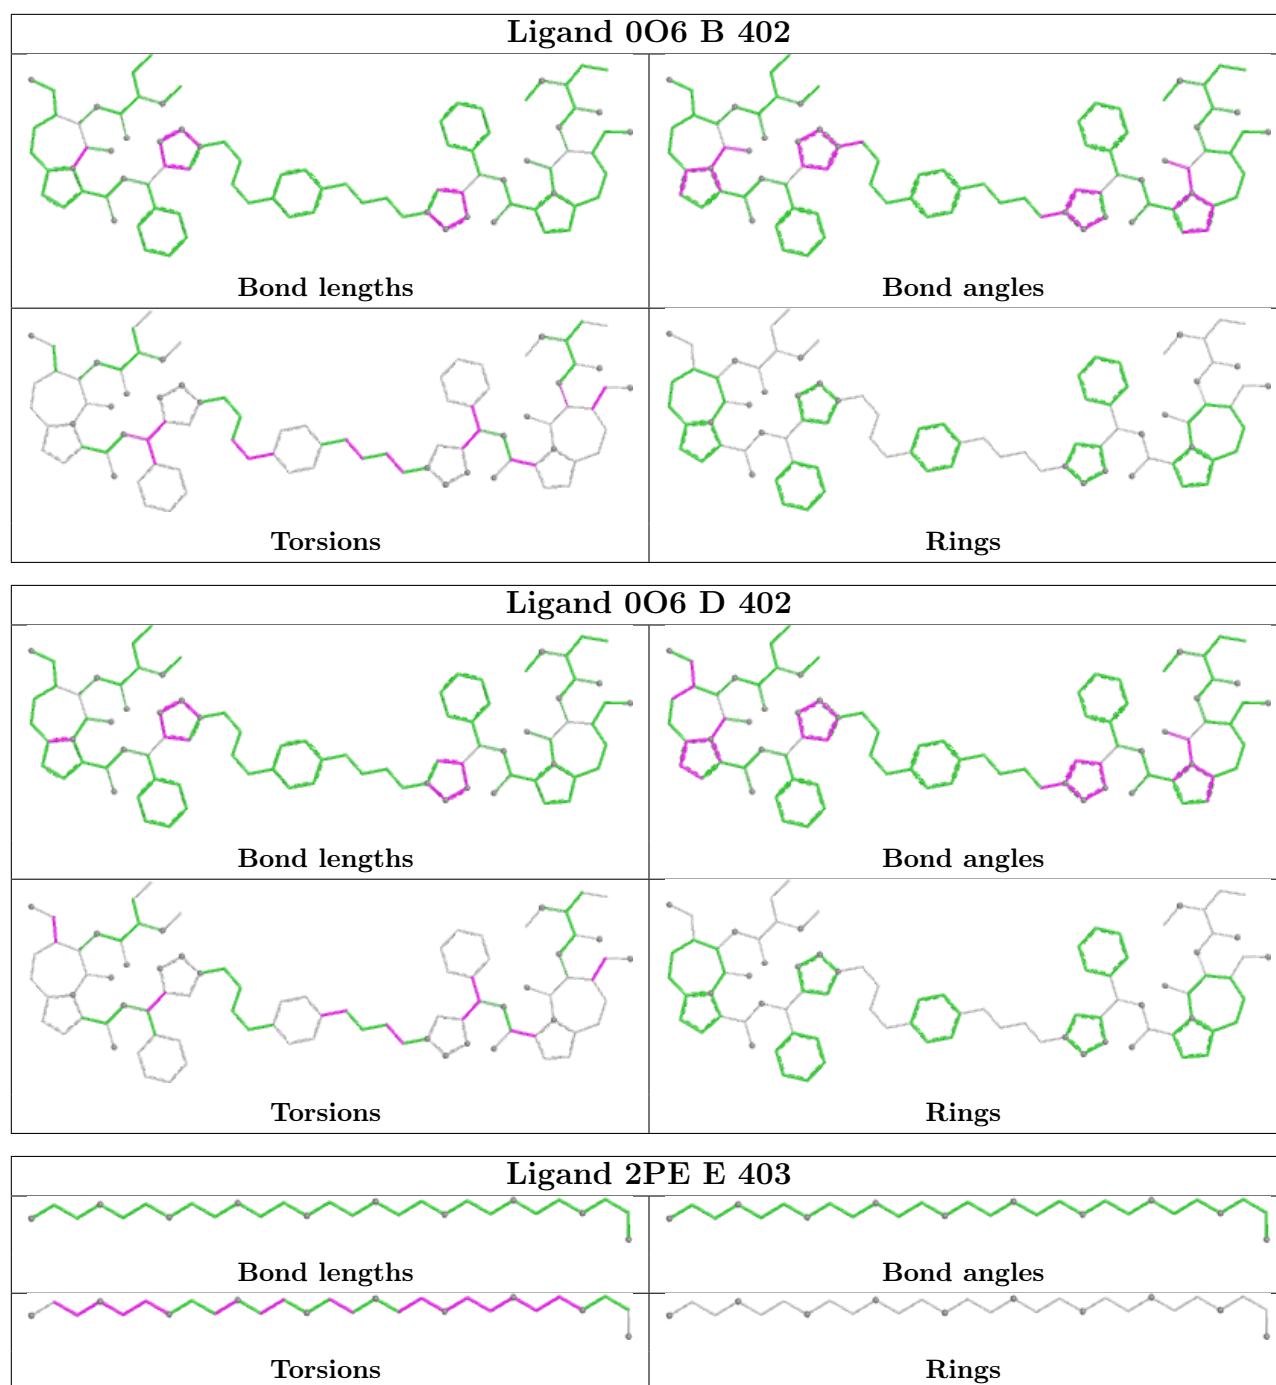 Ligand 0O6 B 402
Bond lengths
Bond angles
Torsions
Rings
Ligand 0O6 D 402
Bond lengths
Bond angles
Torsions
Rings
Ligand 2PE E 403
Bond lengths
Bond angles
Torsions
Rings